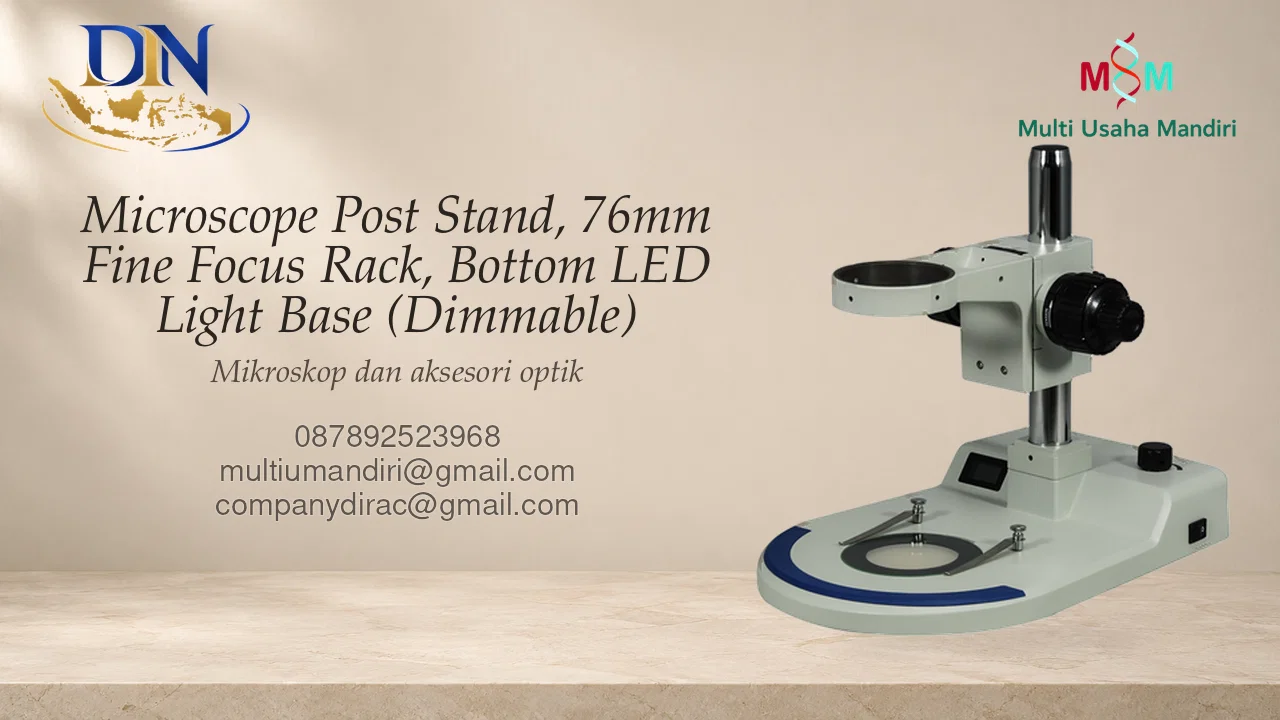 DN
M M
Multi Usaha Mandiri
Microscope Post Stand, 76mm
Fine Focus Rack, Bottom LED
Light Base (Dimmable)
Mikroskop dan aksesori optik
087892523968
multiumandiri@gmail.com
companydirac@gmail.com